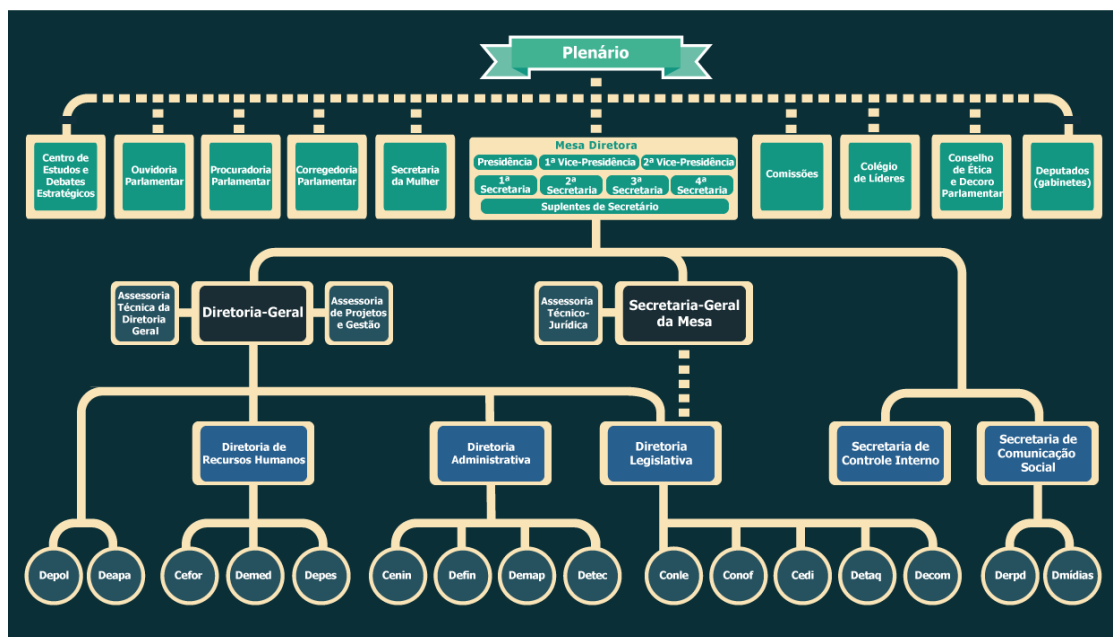 Plenário
Centro de
Estudos e
Debates
Estratégicos
Ouvidoria
Parlamentar
Procuradoria
Parlamentar
Corregedoria
Parlamentar
Secretaria
da Mulher
Mesa Diretora
Presidência
1ª Vice-Presidência
2ª Vice-Presidência
1ª
Secretaria
2ª
Secretaria
3ª
Secretaria
4ª
Secretaria
Suplentes de Secretário
Comissões
Colégio
de Líderes
Conselho
de Ética
e Decoro
Parlamentar
Deputados
(gabinetes)
Assessoria
Técnica da
Diretoria
Geral
Diretoria-Geral
Assessoria
de Projetos
e Gestão
Assessoria
Técnico-
Jurídica
Secretaria-Geral
da Mesa
Diretoria de
Recursos Humanos
Diretoria
Administrativa
Diretoria
Legislativa
Secretaria de
Controle Interno
Secretaria de
Comunicação
Social
Depol
Deapa
Cefor
Demed
Depes
Cenin
Defin
Demap
Detec
Conle
Conof
Cedi
Detaq
Decom
Derpd
Dmídias